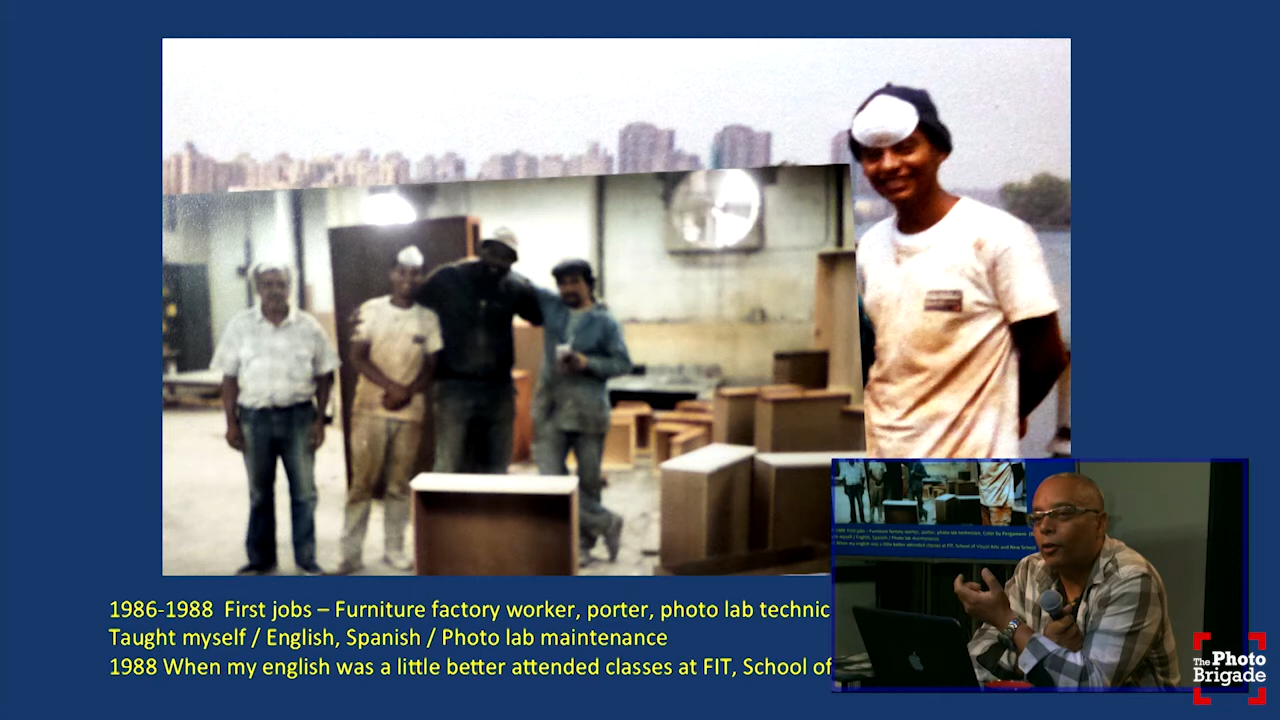 1986-1988 First jobs – Furniture factory worker, porter, photo lab technic
Taught myself / English, Spanish / Photo lab maintenance
1988 When my english was a little better attended classes at FIT, School of
The Photo
Brigade